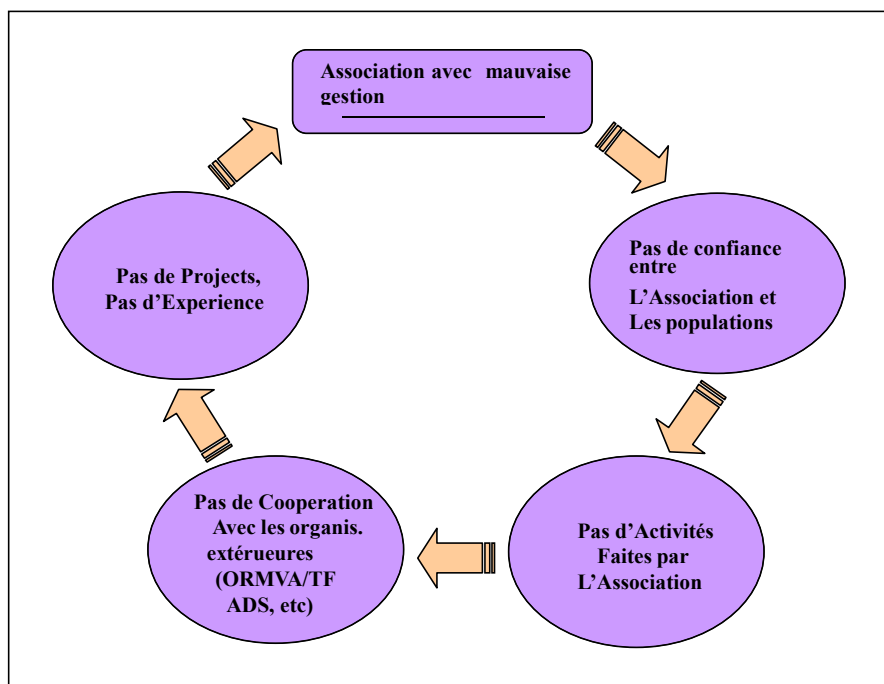 Association avec mauvaise
gestion
Pas de confiance
entre
L'Association et
Les populations
Pas d'Activités
Faites par
L'Association
Pas de Cooperation
Avec les organis.
extérueures
(ORMVA/TF
ADS, etc)
Pas de Projects,
Pas d'Experience